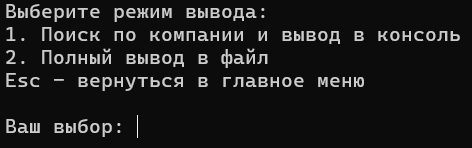 Выберите режим вывода:
1. Поиск по компании и вывод в консоль
2. Полный вывод в файл
Esc - вернуться в главное меню
Ваш выбор: